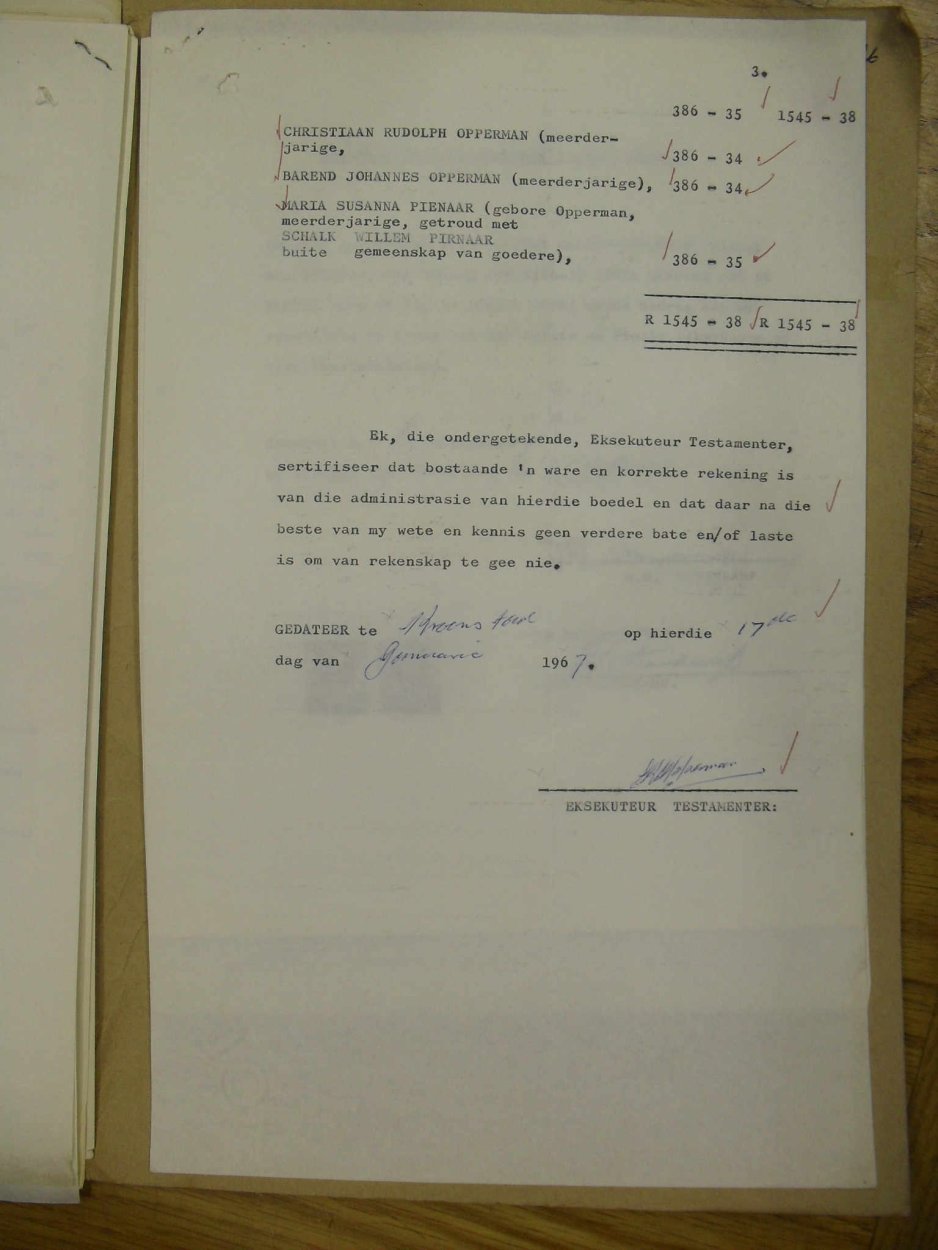 3.
386 - 35 1545 - 38
CHRISTIAAN RUDOLPH OPPERMAN (meerder-
jarige, 386 - 34
BAREND JOHANNES OPPERMAN (meerderjarige), 386 - 34
MARIA SUSANNA PIENAAR (gebore Opperman,
meerderjarige, getroud met
SCHALK WILLEM PIRNAAR
buite gemeenskap van goedere), 386 - 35
R 1545 - 38 R 1545 - 38
Ek, die ondergetekende, Eksekuteur Testamenter,
sertifiseer dat bostaande 'n ware en korrekte rekening is
van die administrasie van hierdie boedel en dat daar na die
beste van my wete en kennis geen verdere bate en/of laste
is om van rekenskap te gee nie.
GEDATEER te Kroonstad op hierdie 17de
dag van Januarie 1967.
EKSEKUTEUR TESTAMENTER: